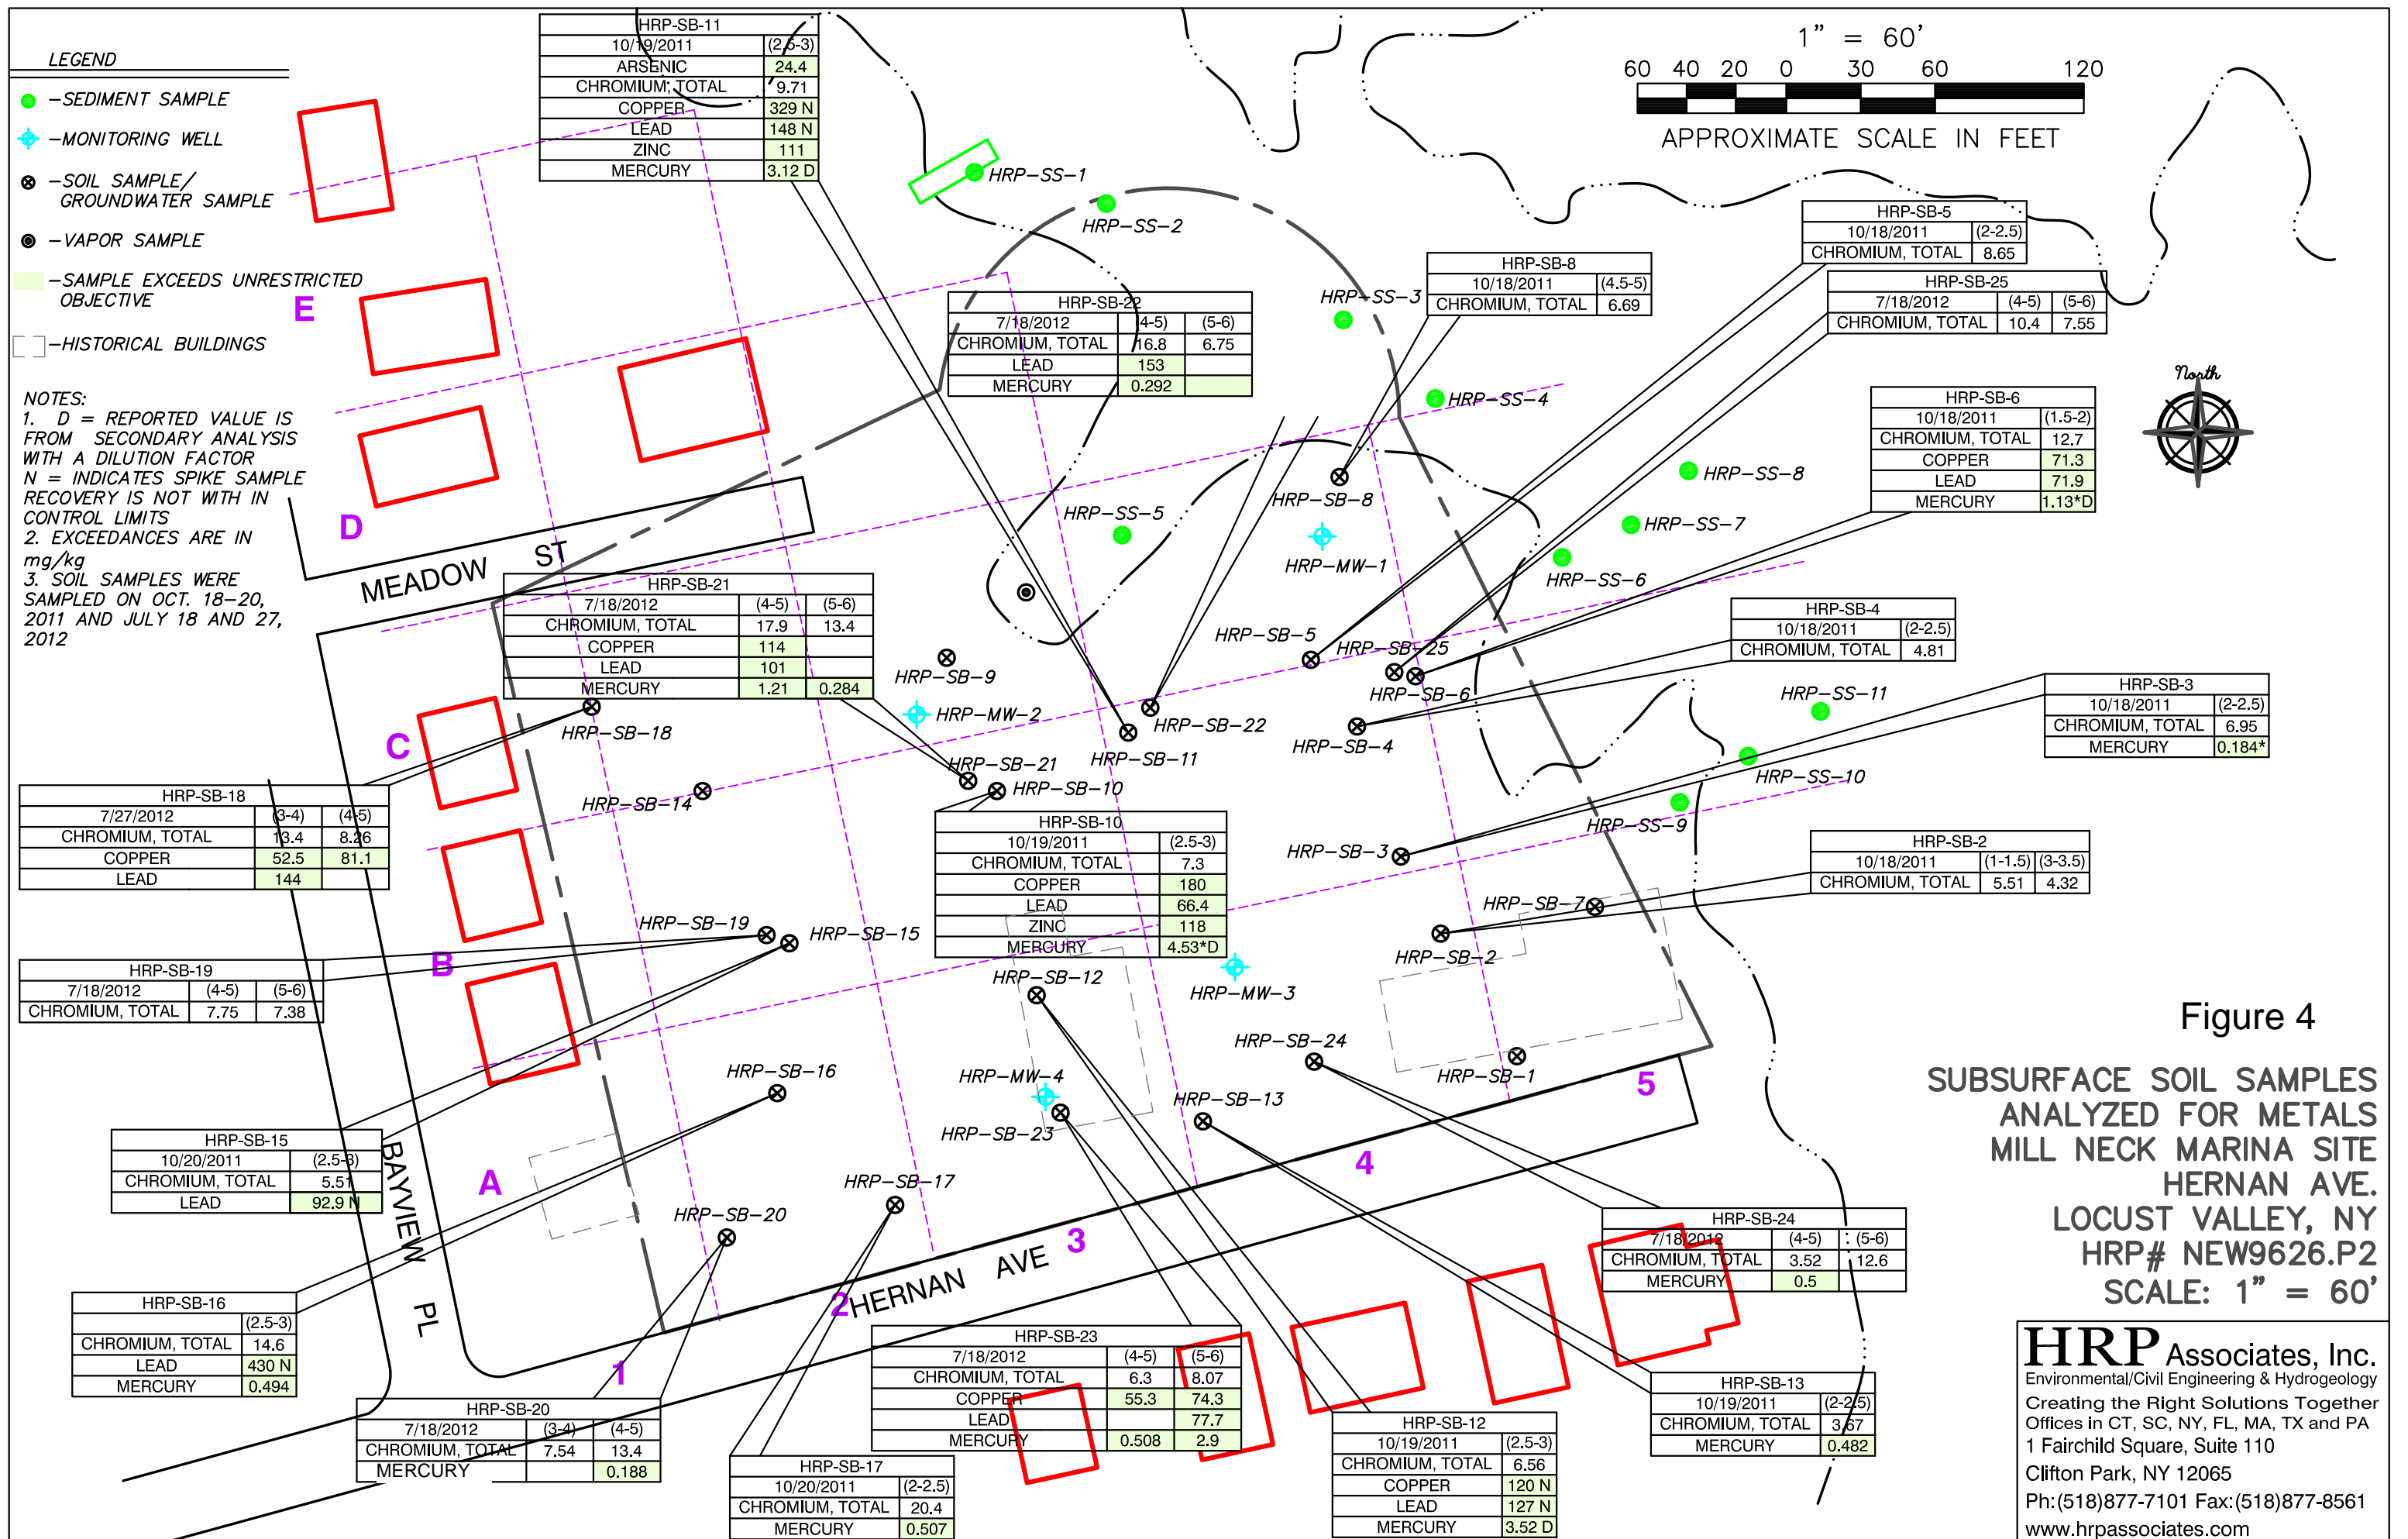 LEGEND
-SEDIMENT SAMPLE
-MONITORING WELL
-SOIL SAMPLE/
GROUNDWATER SAMPLE
-VAPOR SAMPLE
-SAMPLE EXCEEDS UNRESTRICTED
OBJECTIVE
-HISTORICAL BUILDINGS
NOTES:
1. D = REPORTED VALUE IS
FROM SECONDARY ANALYSIS
WITH A DILUTION FACTOR
N = INDICATES SPIKE SAMPLE
RECOVERY IS NOT WITH IN
CONTROL LIMITS
2. EXCEEDANCES ARE IN
mg/kg
3. SOIL SAMPLES WERE
SAMPLED ON OCT. 18-20,
2011 AND JULY 18 AND 27,
2012
HRP-SB-11
10/19/2011 (2.5-3)
ARSENIC 24.4
CHROMIUM, TOTAL 9.71
COPPER 329 N
LEAD 148 N
ZINC 111
MERCURY 3.12 D
1" = 60'
60 40 20 0 30 60 120
APPROXIMATE SCALE IN FEET
HRP-SS-1
HRP-SS-2
HRP-SS-3
HRP-SS-4
HRP-SS-5
HRP-SS-6
HRP-SS-7
HRP-SS-8
HRP-SB-5
10/18/2011 (2-2.5)
CHROMIUM, TOTAL 8.65
HRP-SB-8
10/18/2011 (4.5-5)
CHROMIUM, TOTAL 6.69
HRP-SB-25
7/18/2012 (4-5) (5-6)
CHROMIUM, TOTAL 10.4 7.55
HRP-SB-22
7/18/2012 (4-5) (5-6)
CHROMIUM, TOTAL 16.8 6.75
LEAD 153
MERCURY 0.292
HRP-SB-6
10/18/2011 (1.5-2)
CHROMIUM, TOTAL 12.7
COPPER 71.3
LEAD 71.9
MERCURY 1.13*D
North
E
D
C
B
A
MEADOW ST
HRP-SB-21
7/18/2012 (4-5) (5-6)
CHROMIUM, TOTAL 17.9 13.4
COPPER 114
LEAD 101
MERCURY 1.21 0.284
HRP-SB-8
HRP-MW-1
HRP-SB-5
HRP-SB-25
HRP-SB-6
HRP-SB-9
HRP-MW-2
HRP-SB-22
HRP-SB-11
HRP-SB-4
HRP-SB-4
10/18/2011 (2-2.5)
CHROMIUM, TOTAL 4.81
HRP-SS-11
HRP-SS-10
HRP-SS-9
HRP-SB-3
10/18/2011 (2-2.5)
CHROMIUM, TOTAL 6.95
MERCURY 0.184*
HRP-SB-18
HRP-SB-14
HRP-SB-21
HRP-SB-10
HRP-SB-18
7/27/2012 (3-4) (4-5)
CHROMIUM, TOTAL 13.4 8.26
COPPER 52.5 81.1
LEAD 144
HRP-SB-10
10/19/2011 (2.5-3)
CHROMIUM, TOTAL 7.3
COPPER 180
LEAD 66.4
ZINC 118
MERCURY 4.53*D
HRP-SB-3
HRP-SB-2
10/18/2011 (1-1.5) (3-3.5)
CHROMIUM, TOTAL 5.51 4.32
HRP-SB-7
HRP-SB-2
HRP-SB-19
HRP-SB-15
HRP-SB-19
7/18/2012 (4-5) (5-6)
CHROMIUM, TOTAL 7.75 7.38
HRP-SB-12
HRP-MW-3
HRP-SB-24
HRP-SB-1
HRP-SB-16
HRP-MW-4
HRP-SB-23
HRP-SB-13
HRP-SB-15
10/20/2011 (2.5-3)
CHROMIUM, TOTAL 5.51
LEAD 92.9 N
BAYVIEW PL
HRP-SB-17
HRP-SB-20
HERNAN AVE
1
2
3
4
5
HRP-SB-16
(2.5-3)
CHROMIUM, TOTAL 14.6
LEAD 430 N
MERCURY 0.494
HRP-SB-20
7/18/2012 (3-4) (4-5)
CHROMIUM, TOTAL 7.54 13.4
MERCURY 0.188
HRP-SB-17
10/20/2011 (2-2.5)
CHROMIUM, TOTAL 20.4
MERCURY 0.507
HRP-SB-23
7/18/2012 (4-5) (5-6)
CHROMIUM, TOTAL 6.3 8.07
COPPER 55.3 74.3
LEAD 77.7
MERCURY 0.508 2.9
HRP-SB-12
10/19/2011 (2.5-3)
CHROMIUM, TOTAL 6.56
COPPER 120 N
LEAD 127 N
MERCURY 3.52 D
HRP-SB-24
7/18/2012 (4-5) (5-6)
CHROMIUM, TOTAL 3.52 12.6
MERCURY 0.5
HRP-SB-13
10/19/2011 (2-2.5)
CHROMIUM, TOTAL 3.67
MERCURY 0.482
Figure 4
SUBSURFACE SOIL SAMPLES
ANALYZED FOR METALS
MILL NECK MARINA SITE
HERNAN AVE.
LOCUST VALLEY, NY
HRP# NEW9626.P2
SCALE: 1" = 60'
HRP Associates, Inc.
Environmental/Civil Engineering & Hydrogeology
Creating the Right Solutions Together
Offices in CT, SC, NY, FL, MA, TX and PA
1 Fairchild Square, Suite 110
Clifton Park, NY 12065
Ph:(518)877-7101 Fax:(518)877-8561
www.hrpassociates.com